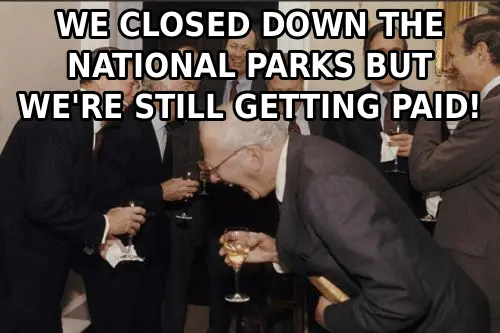 WE CLOSED DOWN THE
NATIONAL PARKS BUT
WE'RE STILL GETTING PAID!